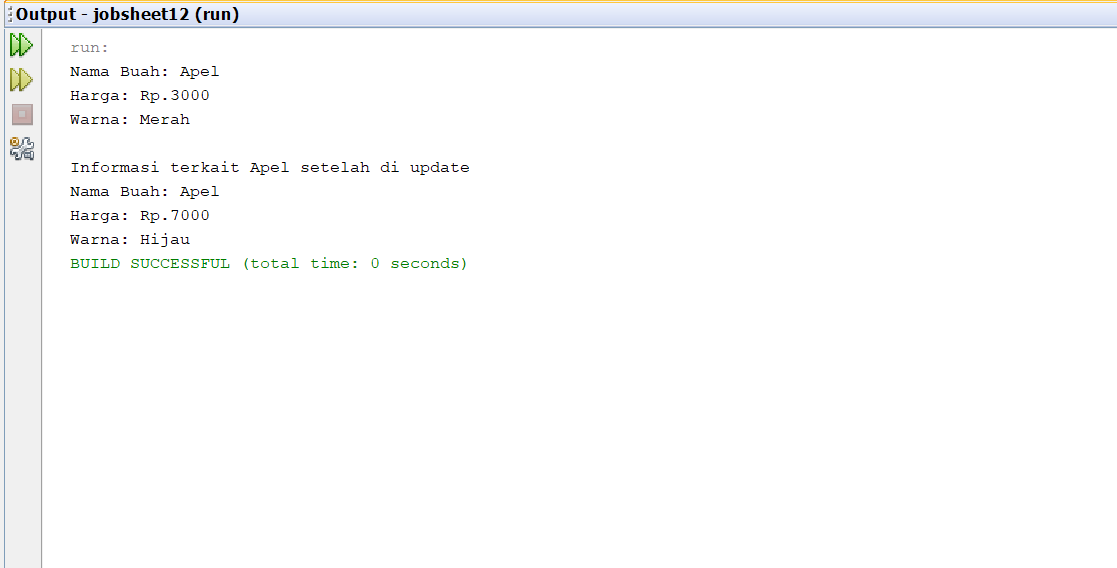 Output - jobsheet12 (run)
run:
Nama Buah: Apel
Harga: Rp.3000
Warna: Merah
Informasi terkait Apel setelah di update
Nama Buah: Apel
Harga: Rp.7000
Warna: Hijau
BUILD SUCCESSFUL (total time: 0 seconds)